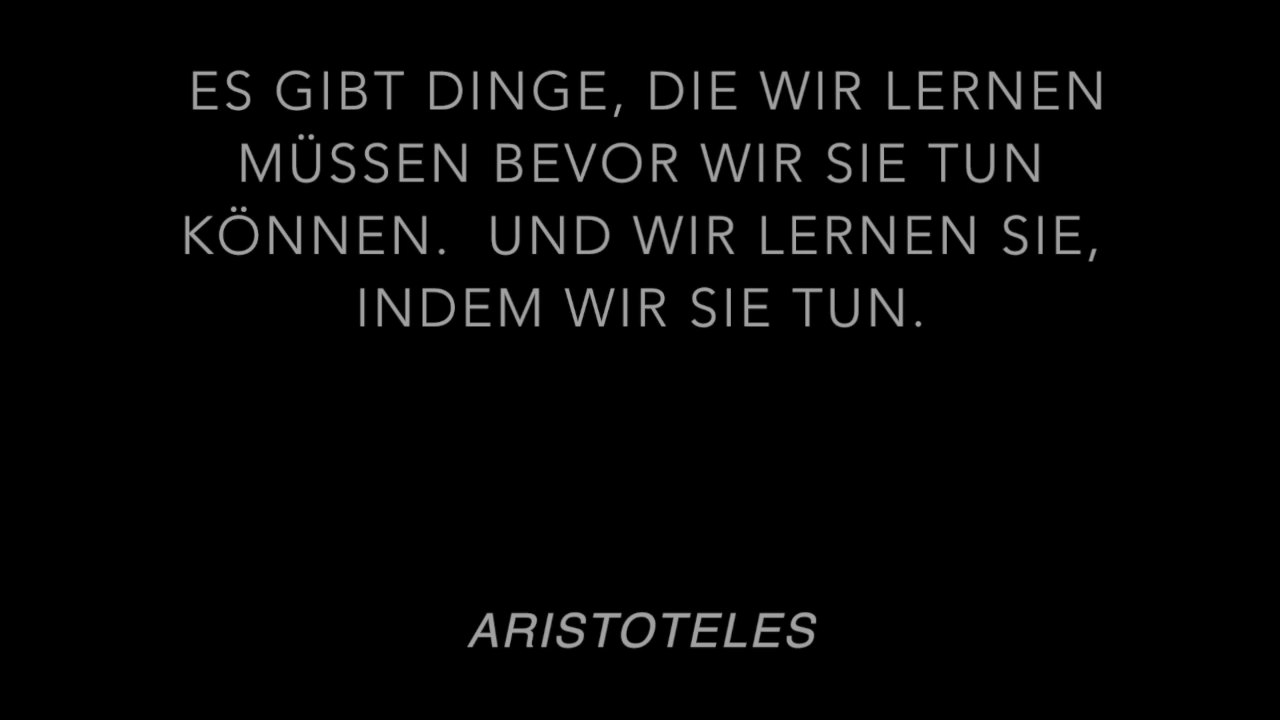 ES GIBT DINGE, DIE WIR LERNEN
MÜSSEN BEVOR WIR SIE TUN
KÖNNEN.  UND WIR LERNEN SIE,
INDEM WIR SIE TUN.
ARISTOTELES